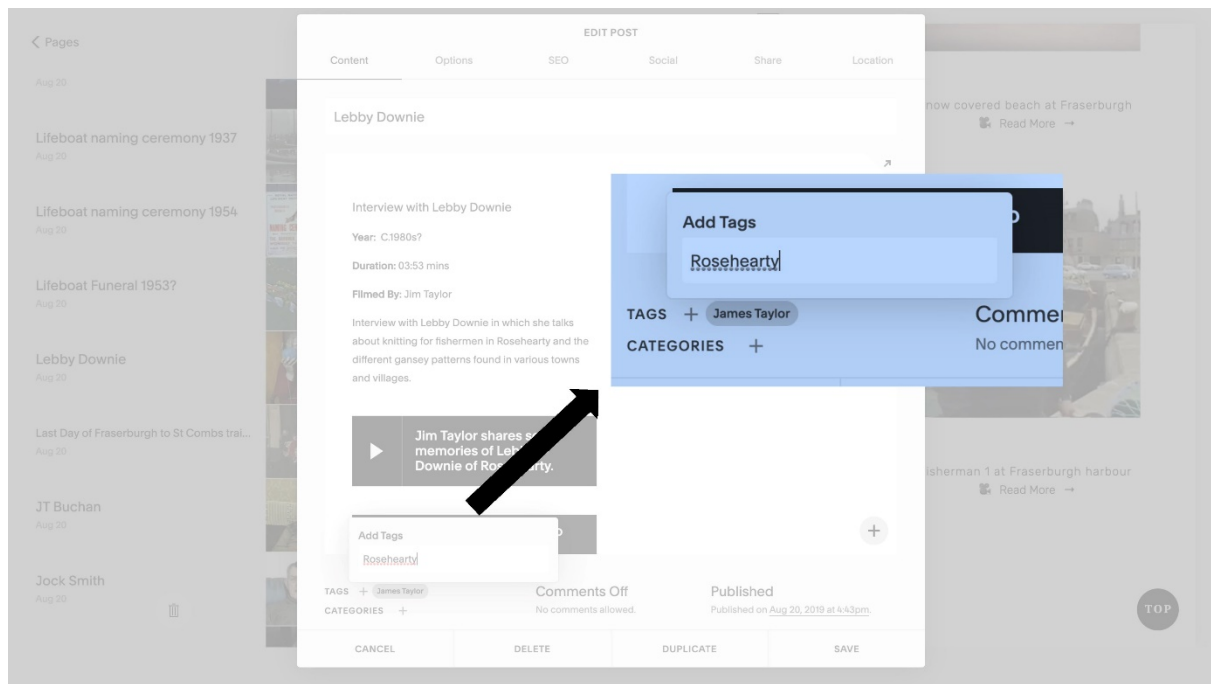 EDIT POST
Pages
Content
Options
SEO
Social
Share
Location
Aug 20
Lifeboat naming ceremony 1937
Aug 20
Lifeboat naming ceremony 1954
Aug 20
Lifeboat Funeral 1953?
Aug 20
Lebby Downie
Aug 20
Last Day of Fraserburgh to St Combs trai...
Aug 20
JT Buchan
Aug 20
Jock Smith
Aug 20
Lebby Downie
Interview with Lebby Downie
Year: C.1980s?
Duration: 03:53 mins
Filmed By: Jim Taylor
Interview with Lebby Downie in which she talks
about knitting for fishermen in Rosehearty and the
different gansey patterns found in various towns
and villages.
Jim Taylor shares
memories of
Downie of
Add Tags
Rosehearty
TAGS + James Taylor
CATEGORIES +
Comments Off
No comments allowed.
Published
Published on Aug 20, 2019 at 4:43pm.
CANCEL
DELETE
DUPLICATE
SAVE
Add Tags
Rosehearty
TAGS + James Taylor
CATEGORIES +
Comme
No commen
now covered beach at Fraserburgh
Read More →
isherman 1 at Fraserburgh harbour
Read More →
TOP